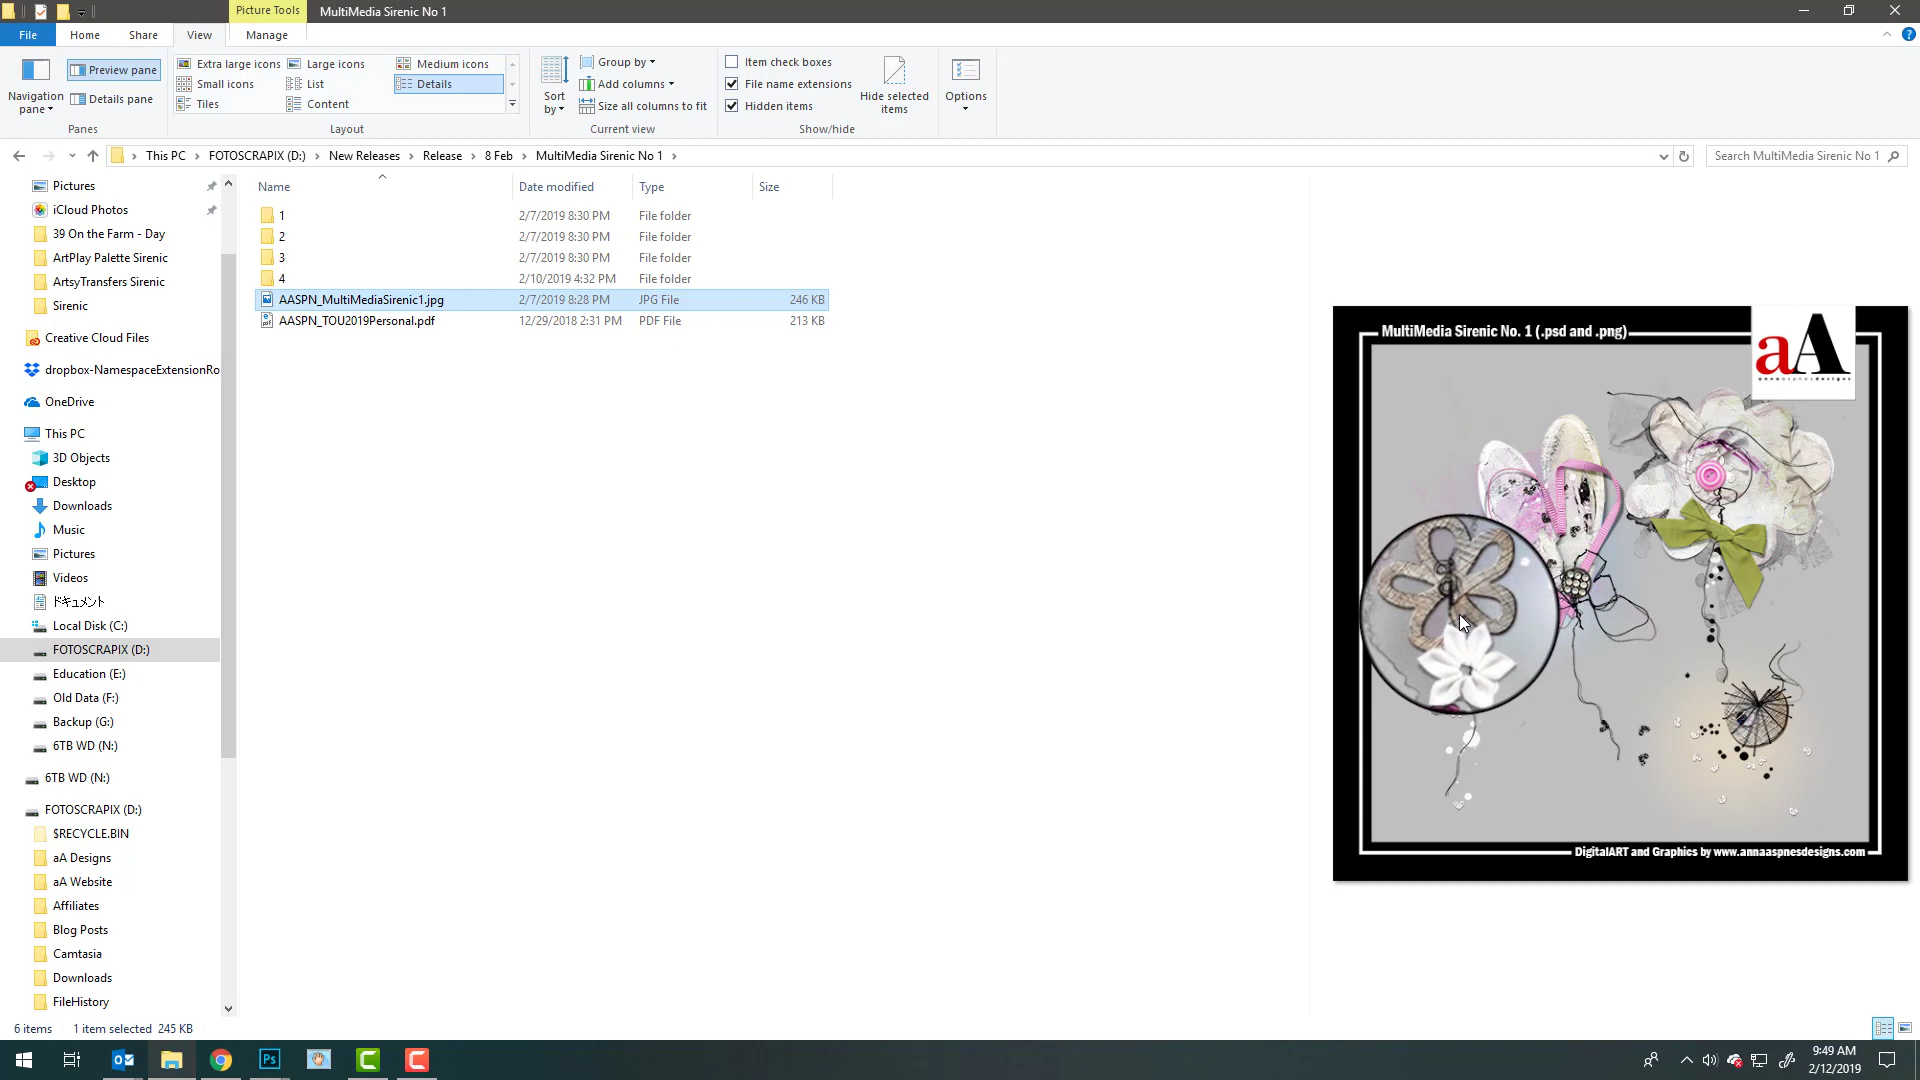 Picture Tools MultiMedia Sirenic No 1
File Home Share View Manage
Navigation pane
Preview pane
Details pane
Panes
Extra large icons Large icons Medium icons
Small icons List Details
Tiles Content
Layout
Sort by
Group by
Add columns
Size all columns to fit
Current view
Item check boxes
File name extensions
Hidden items
Hide selected items
Show/hide
Options
This PC FOTOSCRAPIX (D:) New Releases Release 8 Feb MultiMedia Sirenic No 1
Search MultiMedia Sirenic No 1
Name Date modified Type Size
1 2/7/2019 8:30 PM File folder
2 2/7/2019 8:30 PM File folder
3 2/7/2019 8:30 PM File folder
4 2/10/2019 4:32 PM File folder
AASPN_MultiMediaSirenic1.jpg 2/7/2019 8:28 PM JPG File 246 KB
AASPN_TOU2019Personal.pdf 12/29/2018 2:31 PM PDF File 213 KB
Pictures
iCloud Photos
39 On the Farm - Day
ArtPlay Palette Sirenic
ArtsyTransfers Sirenic
Sirenic
Creative Cloud Files
dropbox-NamespaceExtensionRo
OneDrive
This PC
3D Objects
Desktop
Downloads
Music
Pictures
Videos
ドキュメント
Local Disk (C:)
FOTOSCRAPIX (D:)
Education (E:)
Old Data (F:)
Backup (G:)
6TB WD (N:)
6TB WD (N:)
FOTOSCRAPIX (D:)
$RECYCLE.BIN
aA Designs
aA Website
Affiliates
Blog Posts
Camtasia
Downloads
FileHistory
MultiMedia Sirenic No. 1 (.psd and .png)
aA
annaaspnesdesigns
DigitalART and Graphics by www.annaaspnesdesigns.com
6 items 1 item selected 245 KB
Ps
9:49 AM
2/12/2019